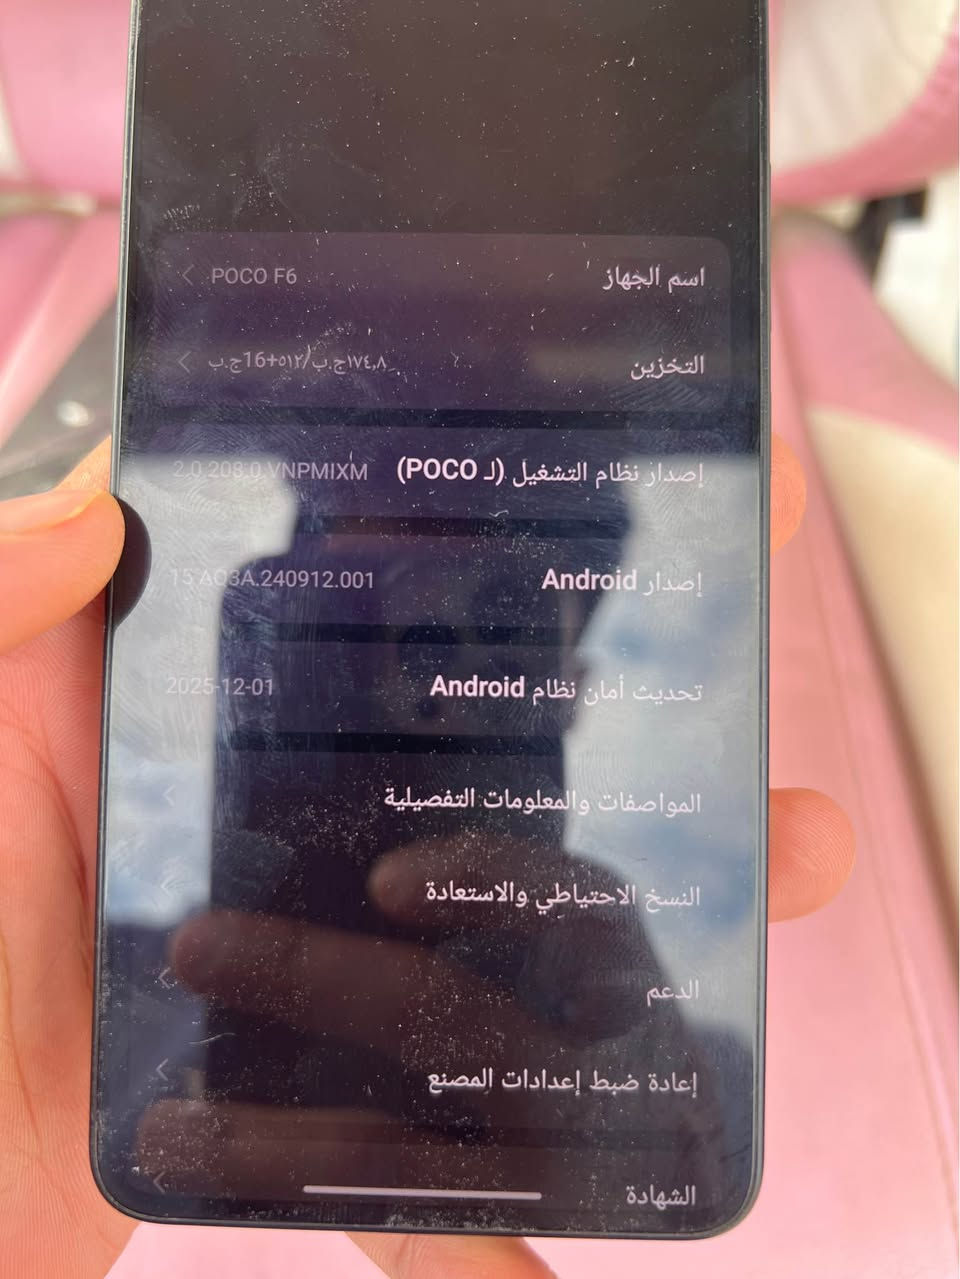 اسم الجهاز POCO F6
التخزين ١٧٤,٨ج.ب/٥١٢+16ج.ب
إصدار نظام التشغيل (لـ POCO) 2.0.208.0.VNPMIXM
إصدار Android 15 AQ3A.240912.001
تحديث أمان نظام Android 2025-12-01
المواصفات والمعلومات التفصيلية
النسخ الاحتياطي والاستعادة
الدعم
إعادة ضبط إعدادات المصنع
الشهادة